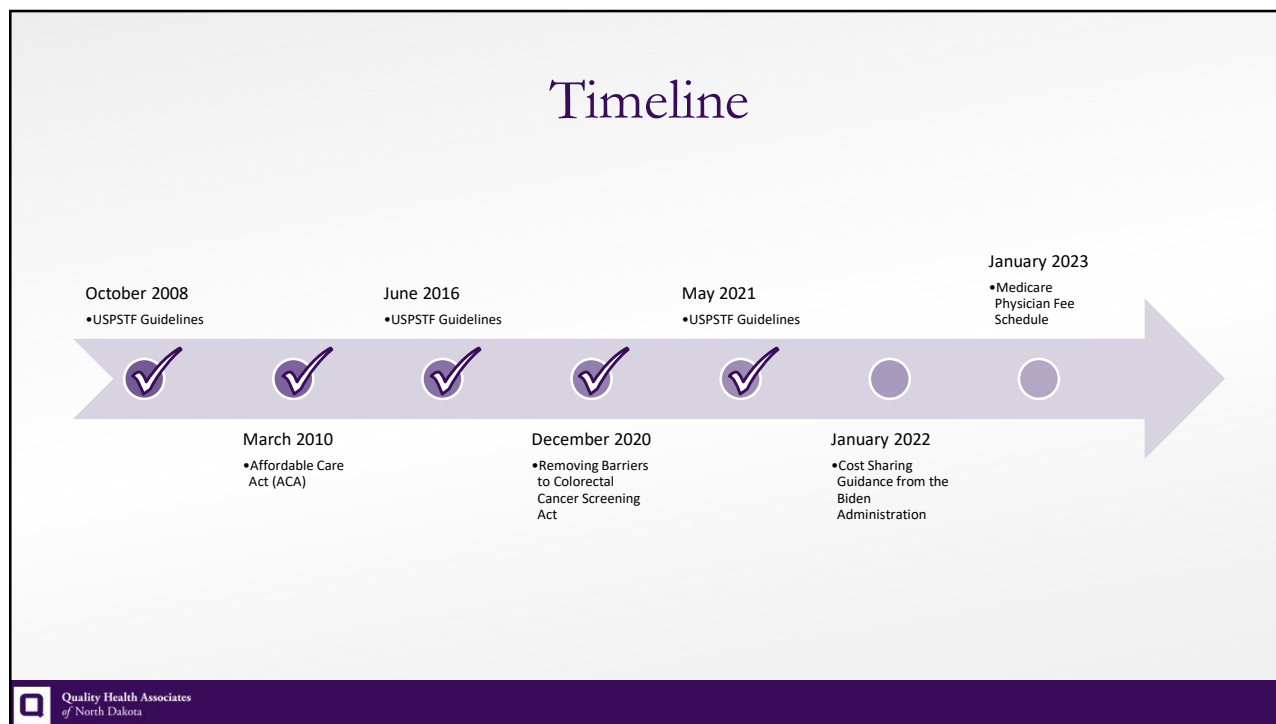 Timeline
October 2008
•USPSTF Guidelines
March 2010
•Affordable Care
Act (ACA)
June 2016
•USPSTF Guidelines
December 2020
•Removing Barriers
to Colorectal
Cancer Screening
Act
May 2021
•USPSTF Guidelines
January 2022
•Cost Sharing
Guidance from the
Biden
Administration
January 2023
•Medicare
Physician Fee
Schedule
Quality Health Associates
of North Dakota